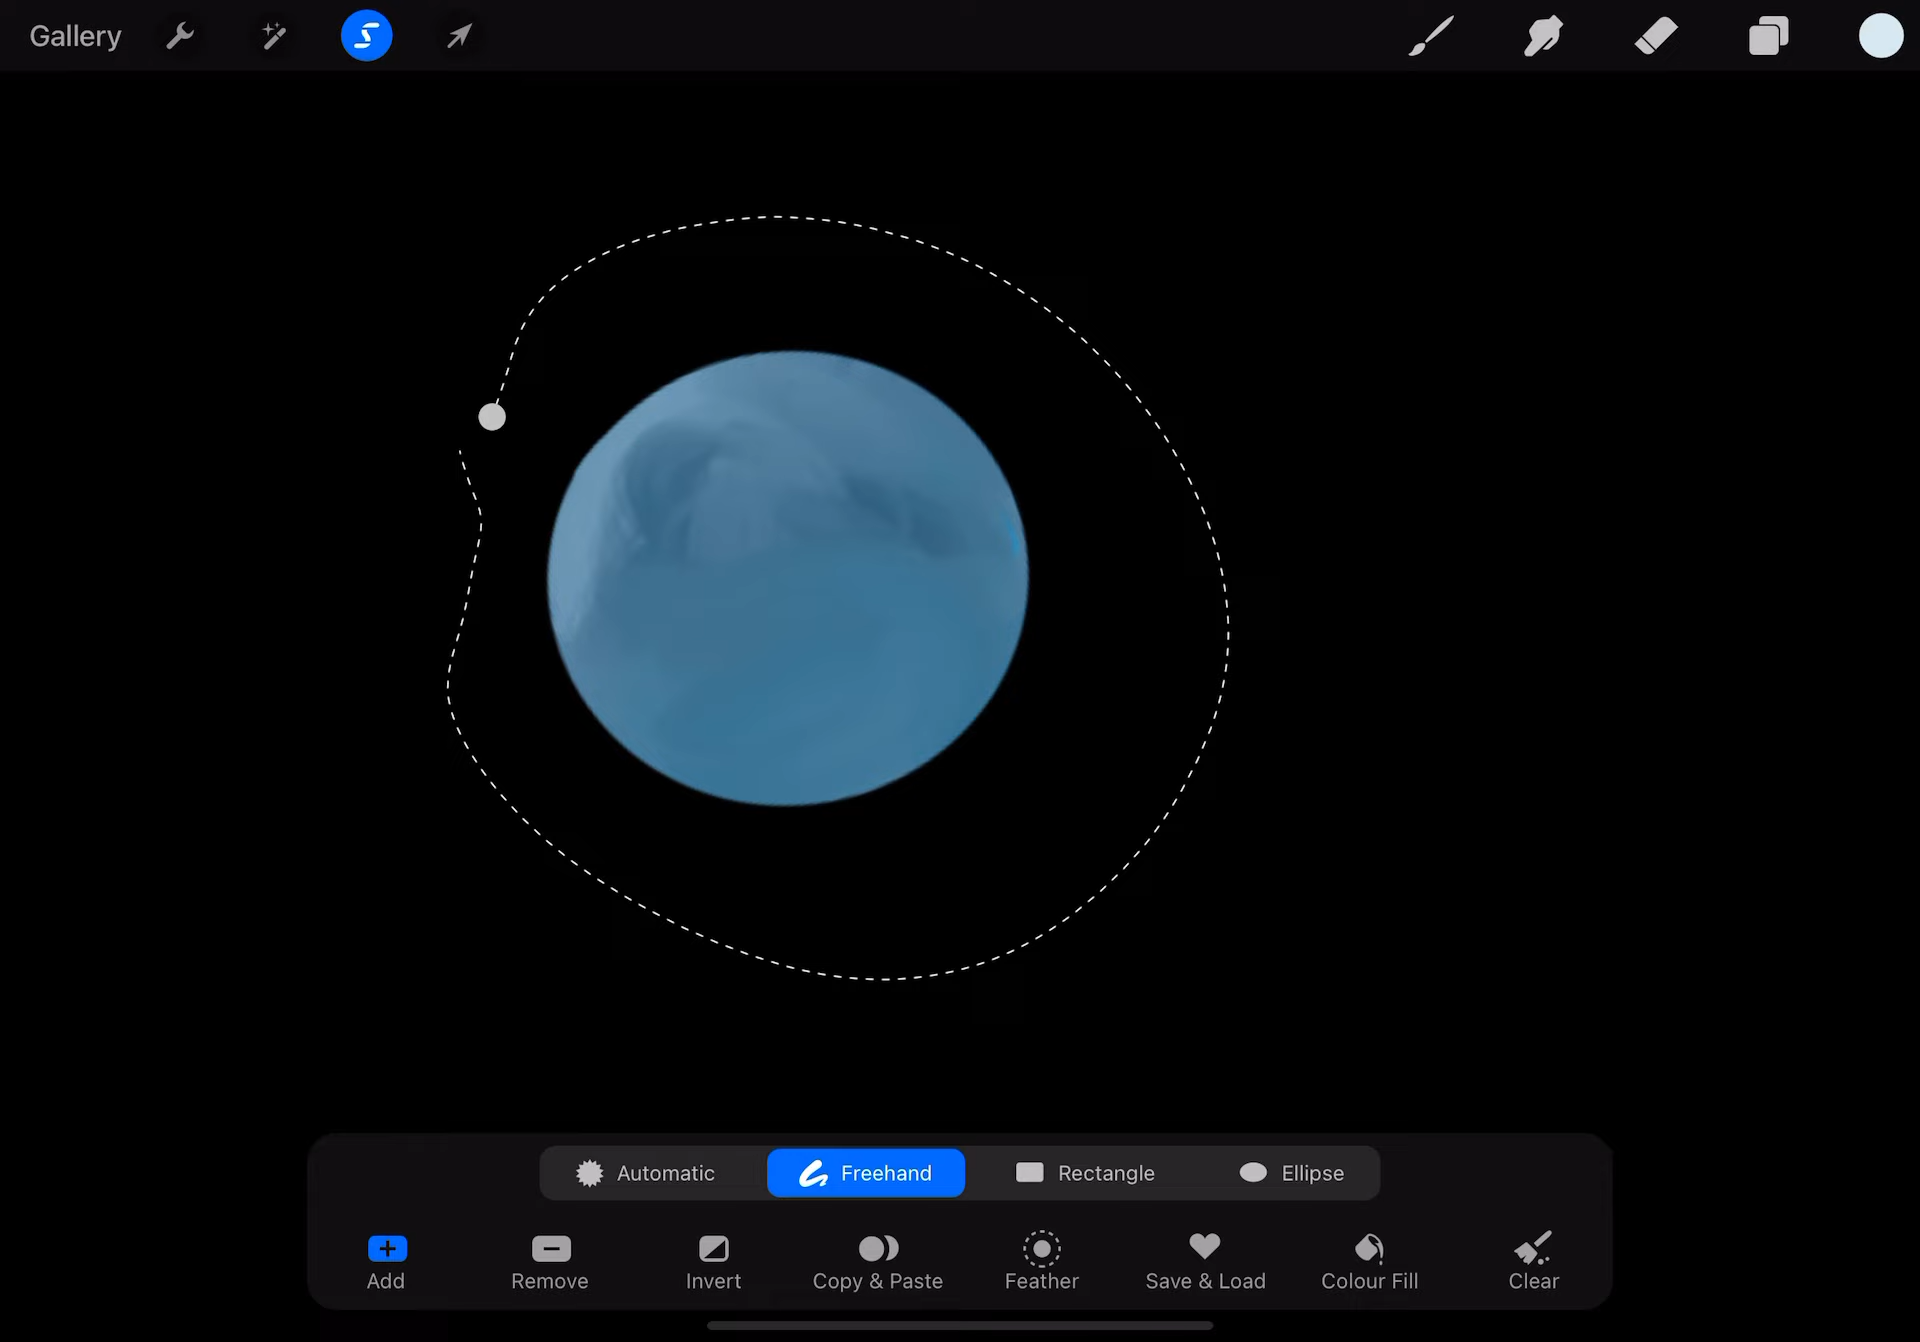 Gallery
Automatic
Freehand
Rectangle
Ellipse
Add
Remove
Invert
Copy & Paste
Feather
Save & Load
Colour Fill
Clear